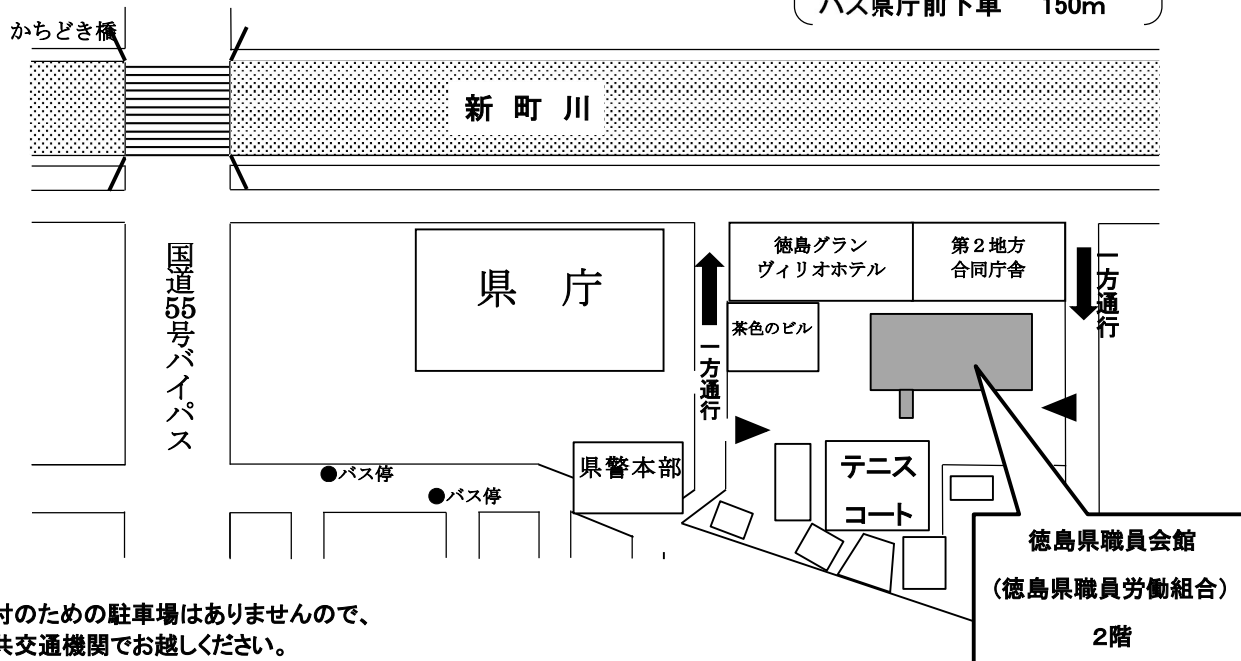 バス県庁前下車 150m
かちどき橋
新 町 川
国道55号バイパス
県 庁
徳島グラン
ヴィリオホテル
第2地方
合同庁舎
一方通行
茶色のビル
一方通行
県警本部
●バス停
●バス停
テニス
コート
徳島県職員会館
(徳島県職員労働組合)
2階
付のための駐車場はありませんので、
共交通機関でお越しください。